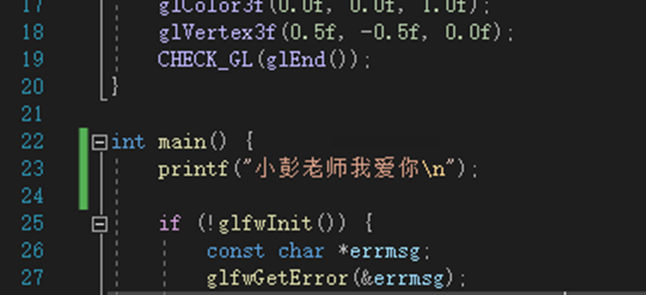 17 glColor3f(0.0f, 0.0f, 1.0f);
18 glVertex3f(0.5f, -0.5f, 0.0f);
19 CHECK_GL(glEnd());
20 }
21
22 int main() {
23 printf("小彭老师我爱你\n");
24
25 if (!glfwInit()) {
26 const char *errmsg;
27 glfwGetError(&errmsg);